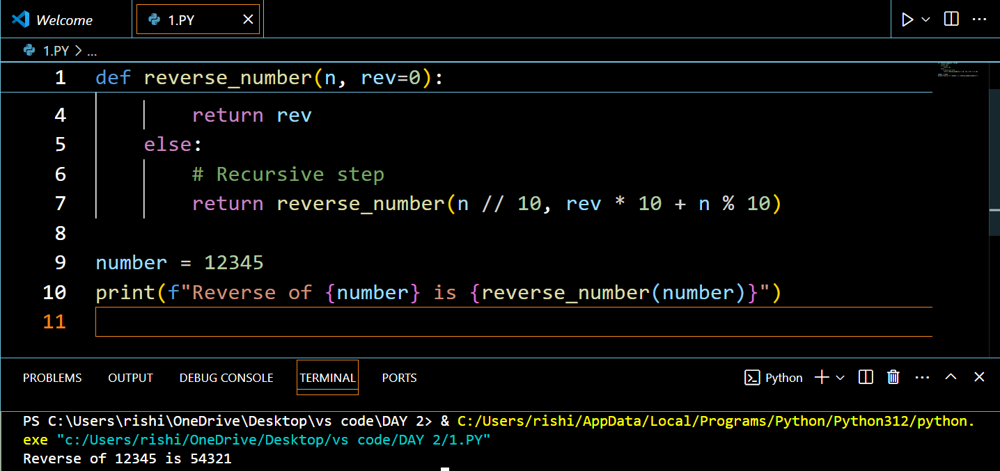 Welcome
1.PY
1.PY > ...
1 def reverse_number(n, rev=0):
4         return rev
5     else:
6         # Recursive step
7         return reverse_number(n // 10, rev * 10 + n % 10)
8
9 number = 12345
10 print(f"Reverse of {number} is {reverse_number(number)}")
11
PROBLEMS OUTPUT DEBUG CONSOLE TERMINAL PORTS Python
PS C:\Users\rishi\OneDrive\Desktop\vs code\DAY 2> & C:/Users/rishi/AppData/Local/Programs/Python/Python312/python.
exe "c:/Users/rishi/OneDrive/Desktop/vs code/DAY 2/1.PY"
Reverse of 12345 is 54321